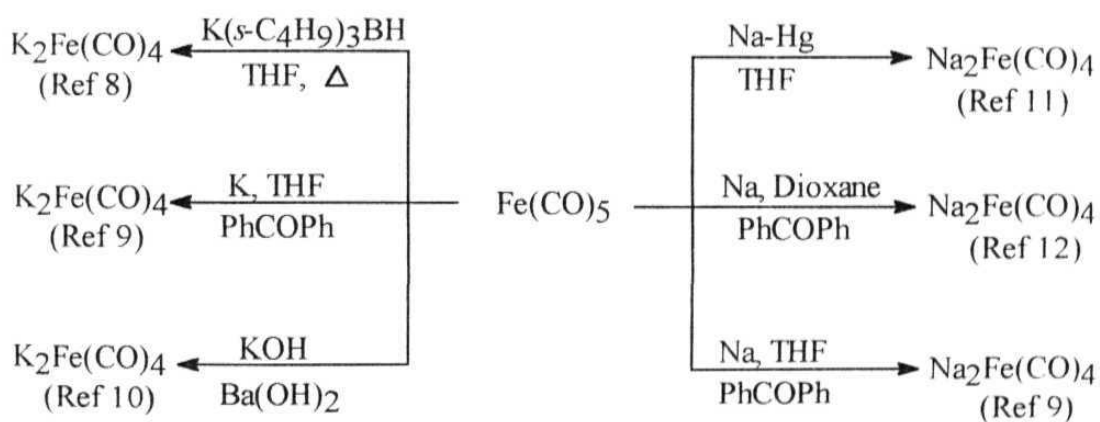 K2Fe(CO)4
(Ref 8)
K(s-C4H9)3BH
THF, Δ
Na-Hg
THF
Na2Fe(CO)4
(Ref 11)
K2Fe(CO)4
(Ref 9)
K, THF
PhCOPh
Fe(CO)5
Na, Dioxane
PhCOPh
Na2Fe(CO)4
(Ref 12)
K2Fe(CO)4
(Ref 10)
KOH
Ba(OH)2
Na, THF
PhCOPh
Na2Fe(CO)4
(Ref 9)